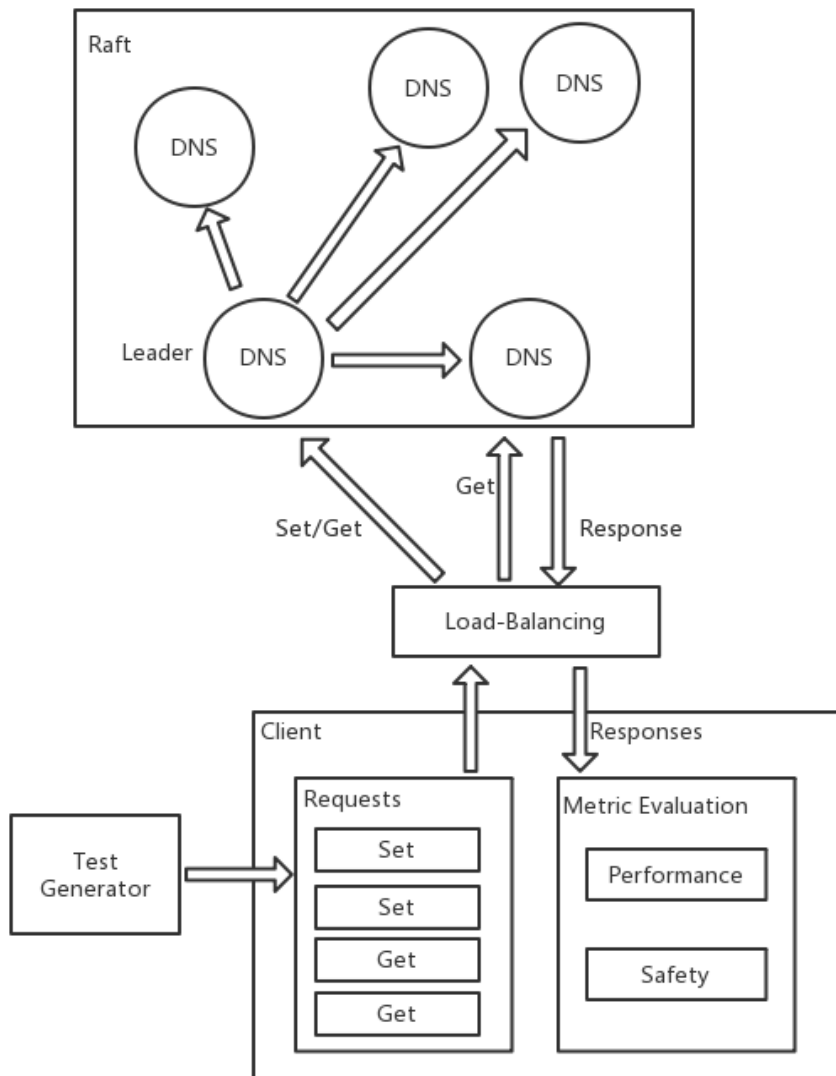 Raft
DNS
DNS
DNS
Leader
DNS
DNS
Get
Set/Get
Response
Load-Balancing
Client
Responses
Requests
Metric Evaluation
Test
Generator
Set
Set
Get
Get
Performance
Safety